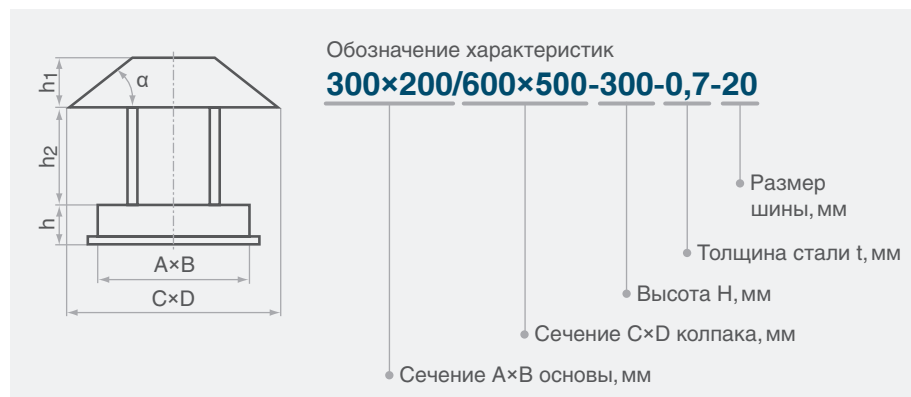 Обозначение характеристик
300×200/600×500-300-0,7-20
h1
α
h2
h
A×B
C×D
Размер
шины, мм
Толщина стали t, мм
Высота H, мм
Сечение C×D колпака, мм
Сечение A×B основы, мм